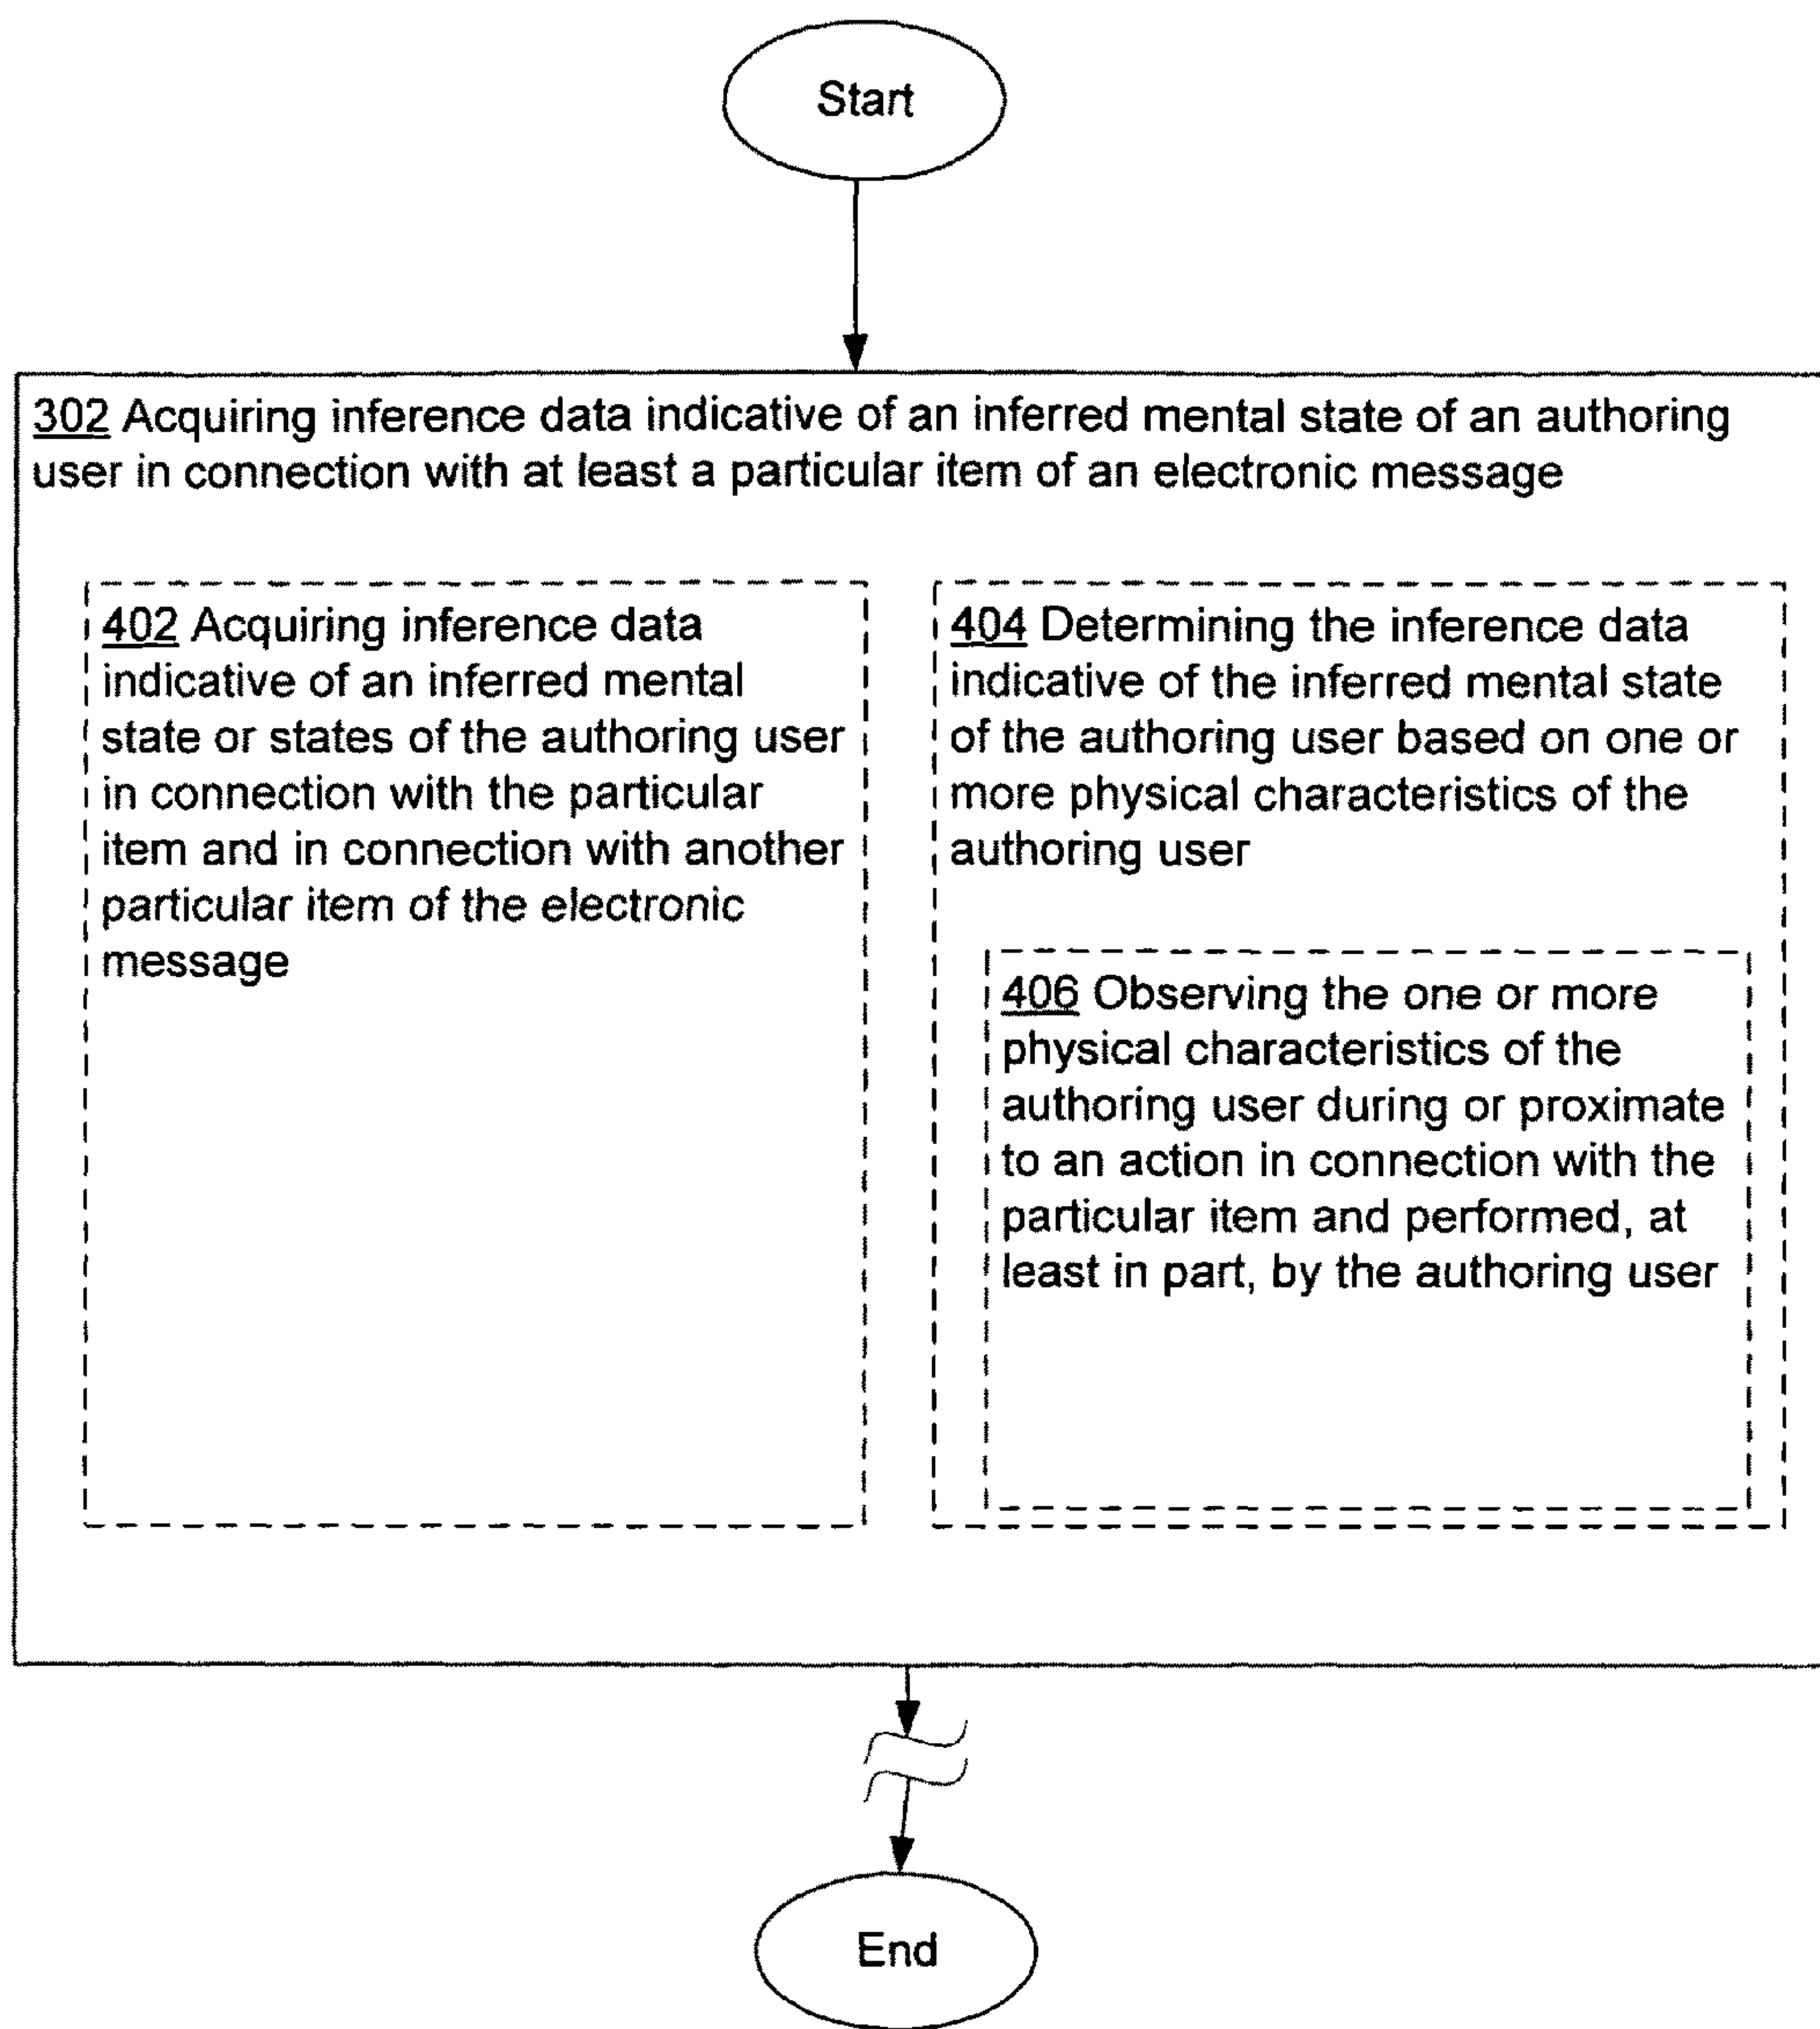 Start
302 Acquiring inference data indicative of an inferred mental state of an authoring
user in connection with at least a particular item of an electronic message
402 Acquiring inference data
indicative of an inferred mental
state or states of the authoring user
in connection with the particular
item and in connection with another
particular item of the electronic
message
404 Determining the inference data
indicative of the inferred mental state
of the authoring user based on one or
more physical characteristics of the
authoring user
406 Observing the one or more
physical characteristics of the
authoring user during or proximate
to an action in connection with the
particular item and performed, at
least in part, by the authoring user
End